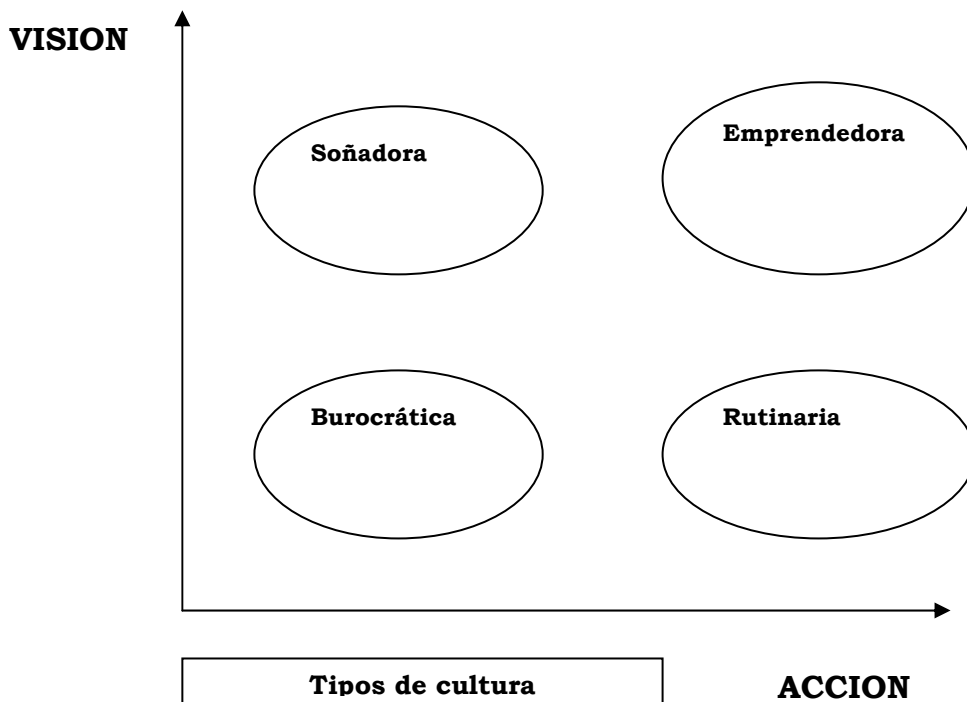 VISION
Soñadora
Emprendedora
Burocrática
Rutinaria
Tipos de cultura
ACCION